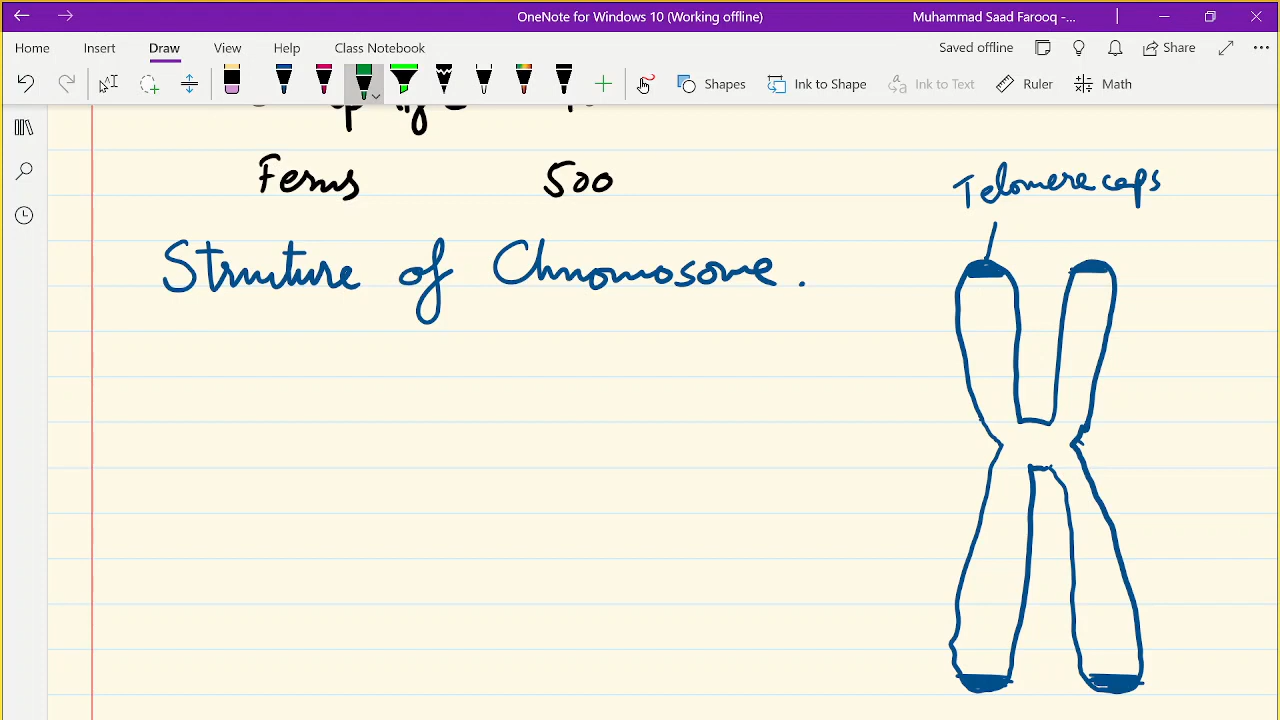 OneNote for Windows 10 (Working offline)
Muhammad Saad Farooq -...
Home Insert Draw View Help Class Notebook
Saved offline
Share
Shapes
Ink to Shape
Ink to Text
Ruler
Math
Ferns 500
Telomere caps
Struture of Chromosome.